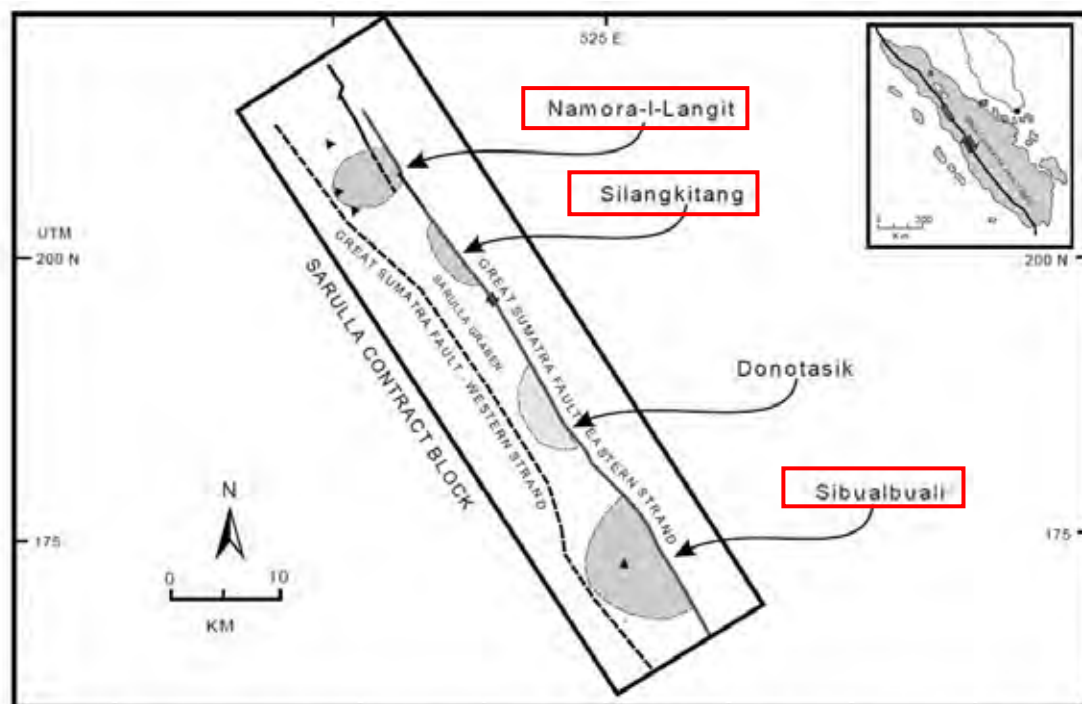 525 E
Namora-I-Langit
Silangkitang
UTM
200 N
200 N
GREAT SUMATRA FAULT - WESTERN STRAND
SARULLA GRABEN
GREAT SUMATRA FAULT EASTERN STRAND
SARULLA CONTRACT BLOCK
Donotasik
Sibualbuali
N
175
175
0 10
KM
Km